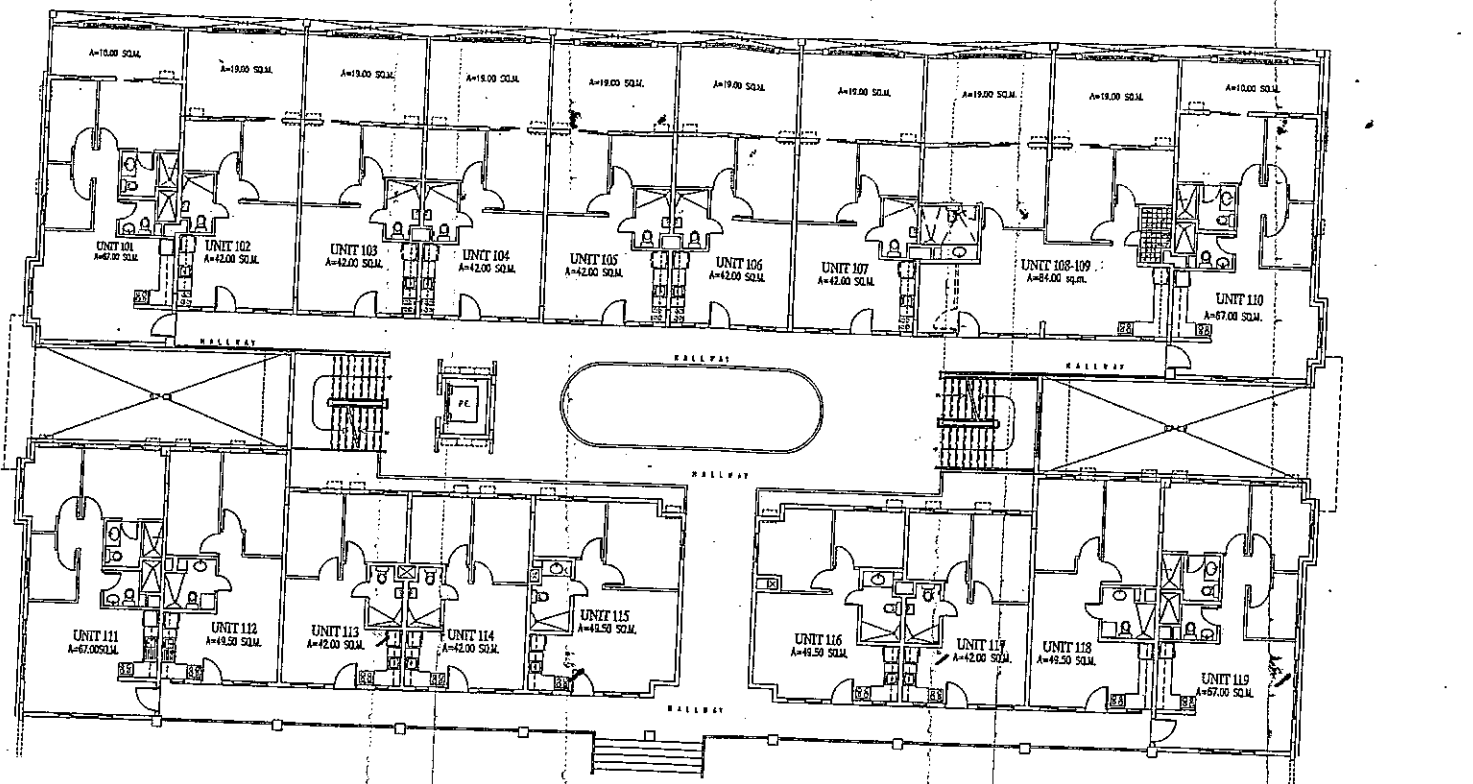 A=10.00 SQ.M.
A=19.00 SQ.M.
A=19.00 SQ.M.
A=19.00 SQ.M.
A=19.00 SQ.M.
A=19.00 SQ.M.
A=19.00 SQ.M.
A=19.00 SQ.M.
A=19.00 SQ.M.
A=10.00 SQ.M.
UNIT 101
A=67.00 SQ.M.
UNIT 102
A=42.00 SQ.M.
UNIT 103
A=42.00 SQ.M.
UNIT 104
A=42.00 SQ.M.
UNIT 105
A=42.00 SQ.M.
UNIT 106
A=42.00 SQ.M.
UNIT 107
A=42.00 SQ.M.
UNIT 108-109
A=84.00 sq.m.
UNIT 110
A=67.00 SQ.M.
HALLWAY
HALLWAY
HALLWAY
P.E.
HALLWAY
UNIT 111
A=67.00SQ.M.
UNIT 112
A=49.50 SQ.M.
UNIT 113
A=42.00 SQ.M.
UNIT 114
A=42.00 SQ.M.
UNIT 115
A=49.50 SQ.M.
UNIT 116
A=49.50 SQ.M.
UNIT 117
A=42.00 SQ.M.
UNIT 118
A=49.50 SQ.M.
UNIT 119
A=67.00 SQ.M.
HALLWAY